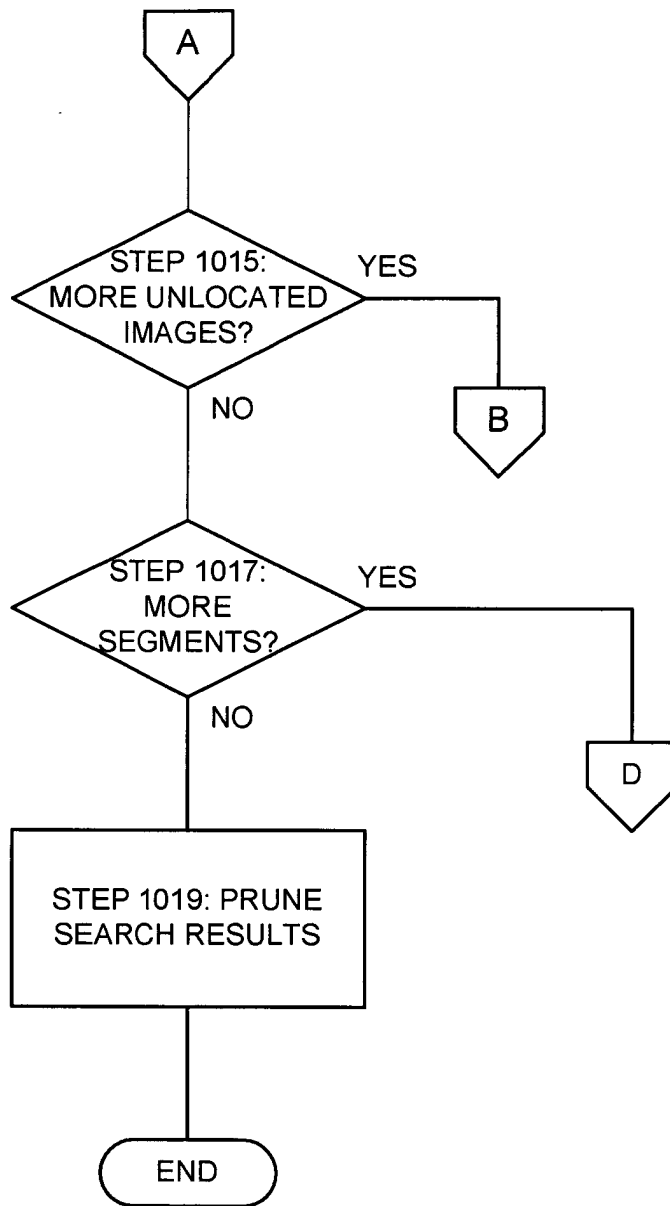 A
STEP 1015:
MORE UNLOCATED
IMAGES?
YES
B
NO
STEP 1017:
MORE
SEGMENTS?
YES
D
NO
STEP 1019: PRUNE
SEARCH RESULTS
END